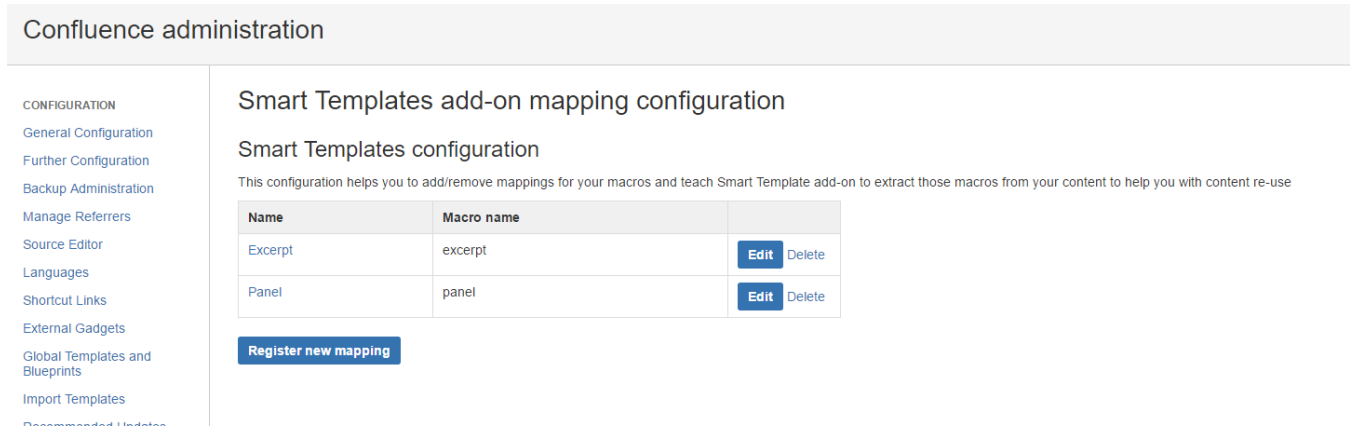 Confluence administration
CONFIGURATION
General Configuration
Further Configuration
Backup Administration
Manage Referrers
Source Editor
Languages
Shortcut Links
External Gadgets
Global Templates and
Blueprints
Import Templates
Recommended Updates
Smart Templates add-on mapping configuration
Smart Templates configuration
This configuration helps you to add/remove mappings for your macros and teach Smart Template add-on to extract those macros from your content to help you with content re-use
Name Macro name
Excerpt excerpt Edit Delete
Panel panel Edit Delete
Register new mapping